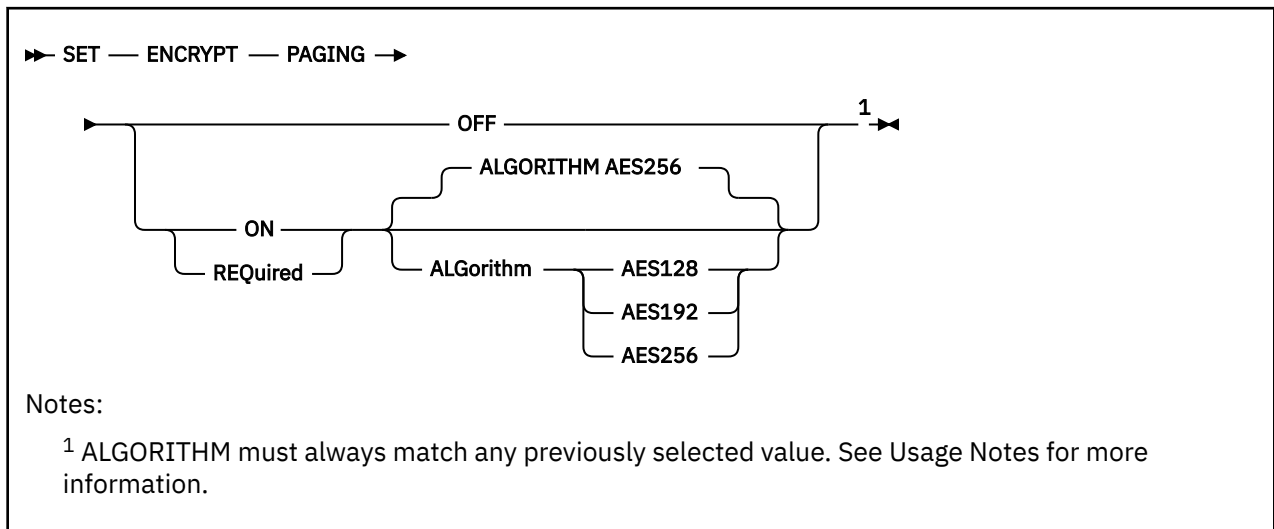 SET ENCRYPT PAGING
1
OFF
ALGORITHM AES256
ON
REQuired
ALGorithm
AES128
AES192
AES256
Notes:
1 ALGORITHM must always match any previously selected value. See Usage Notes for more
information.